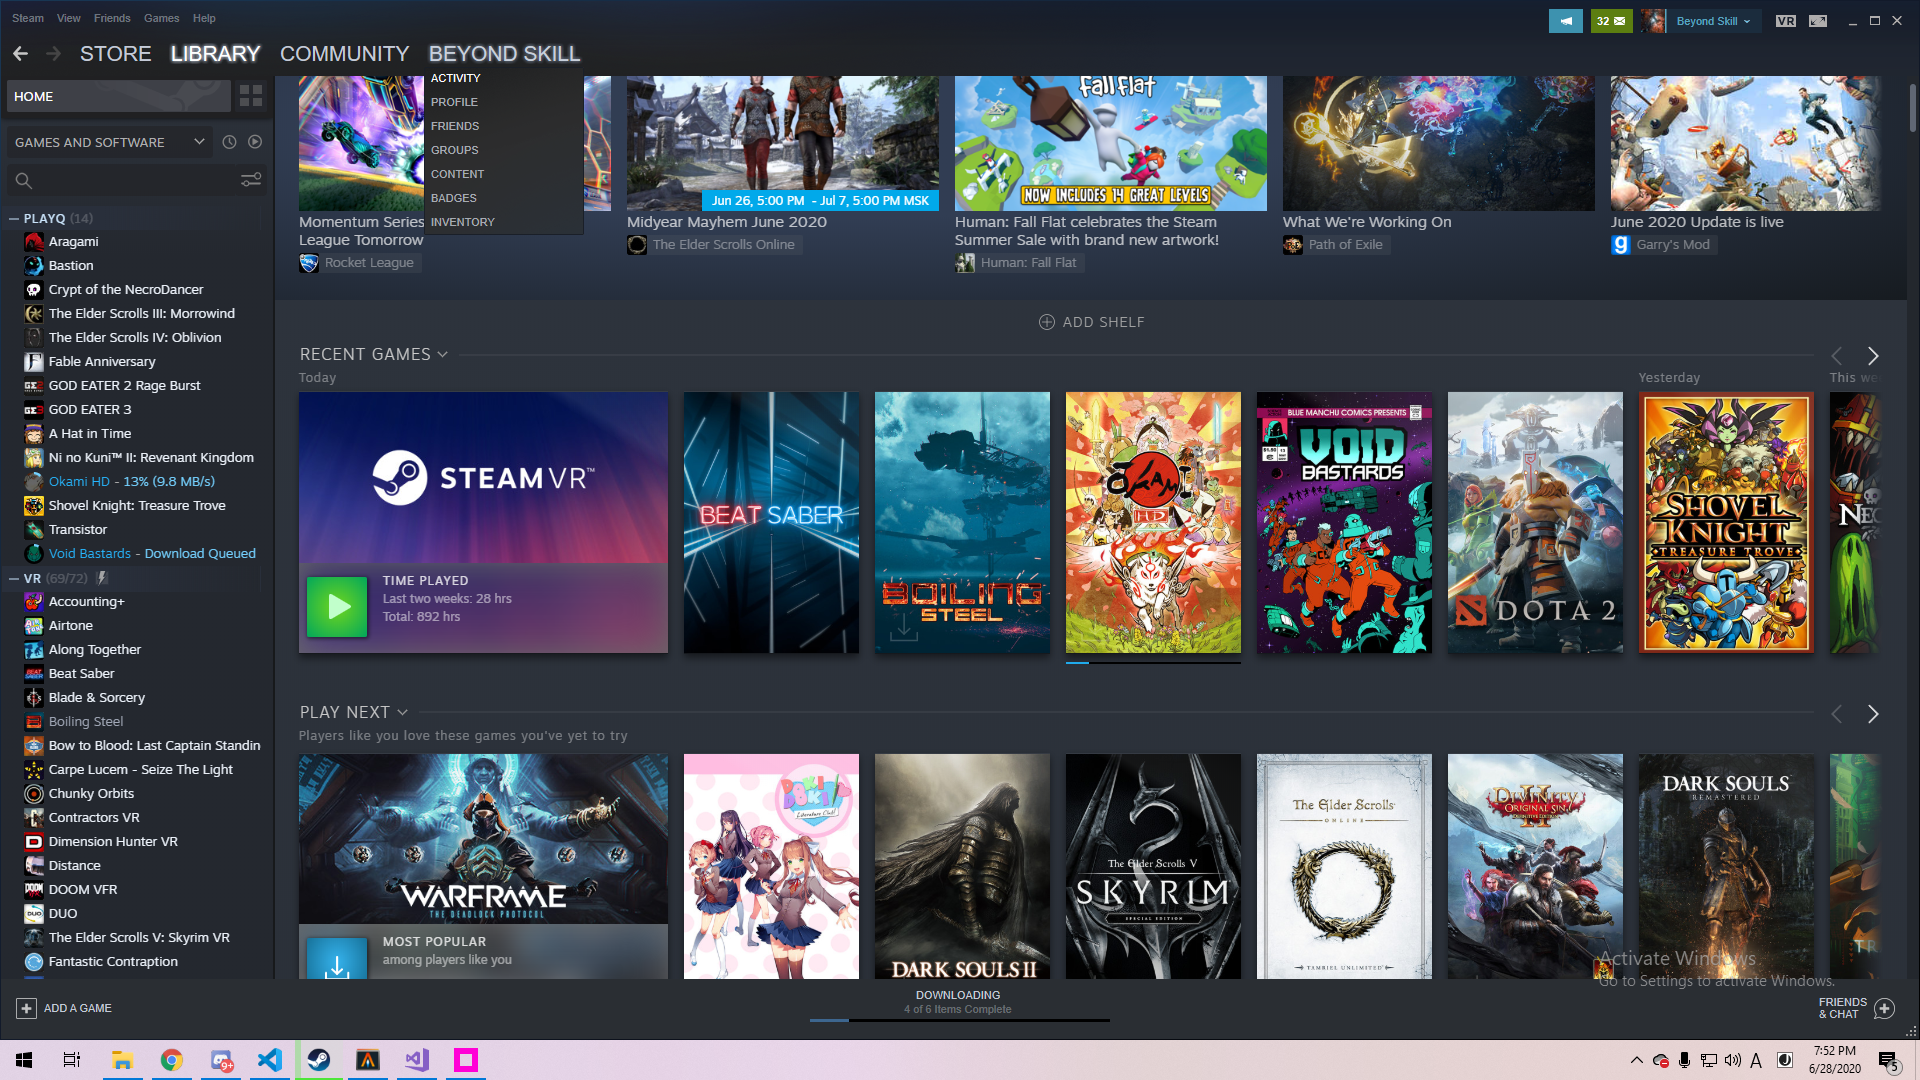 Steam View Friends Games Help
32
Beyond Skill
VR
STORE LIBRARY COMMUNITY BEYOND SKILL
HOME
GAMES AND SOFTWARE
PLAYQ (14)
Aragami
Bastion
Crypt of the NecroDancer
The Elder Scrolls III: Morrowind
The Elder Scrolls IV: Oblivion
Fable Anniversary
GOD EATER 2 Rage Burst
GOD EATER 3
A Hat in Time
Ni no Kuni™ II: Revenant Kingdom
Okami HD - 13% (9.8 MB/s)
Shovel Knight: Treasure Trove
Transistor
Void Bastards - Download Queued
VR (69/72)
Accounting+
Airtone
Along Together
Beat Saber
Blade & Sorcery
Boiling Steel
Bow to Blood: Last Captain Standin
Carpe Lucem - Seize The Light
Chunky Orbits
Contractors VR
Dimension Hunter VR
Distance
DOOM VFR
DUO
The Elder Scrolls V: Skyrim VR
Fantastic Contraption
ACTIVITY
PROFILE
FRIENDS
GROUPS
CONTENT
BADGES
INVENTORY
Momentum Series
League Tomorrow
Rocket League
Jun 26, 5:00 PM - Jul 7, 5:00 PM MSK
Midyear Mayhem June 2020
The Elder Scrolls Online
fall flat
NOW INCLUDES 14 GREAT LEVELS
Human: Fall Flat celebrates the Steam
Summer Sale with brand new artwork!
Human: Fall Flat
What We're Working On
Path of Exile
June 2020 Update is live
g
Garry's Mod
ADD SHELF
RECENT GAMES
Today
Yesterday
This we
STEAMVR™
TIME PLAYED
Last two weeks: 28 hrs
Total: 892 hrs
BEAT SABER
BOILING
STEEL
OKAMI
HD
BLUE MANCHU COMICS PRESENTS
VOID
BASTARDS
DOTA 2
SHOVEL
KNIGHT
TREASURE TROVE
NEC
PLAY NEXT
Players like you love these games you've yet to try
WARFRAME
THE DEADLOCK PROTOCOL
MOST POPULAR
among players like you
DOKI
DOKI
Literature Club!
DARK SOULS II
The Elder Scrolls V
SKYRIM
SPECIAL EDITION
The Elder Scrolls
ONLINE
TAMRIEL UNLIMITED
DIVINITY
ORIGINAL SIN
II
DEFINITIVE EDITION
DARK SOULS
REMASTERED
TR
Activate Windows
Go to Settings to activate Windows.
ADD A GAME
DOWNLOADING
4 of 6 Items Complete
FRIENDS
& CHAT
9+
A
7:52 PM
6/28/2020
5